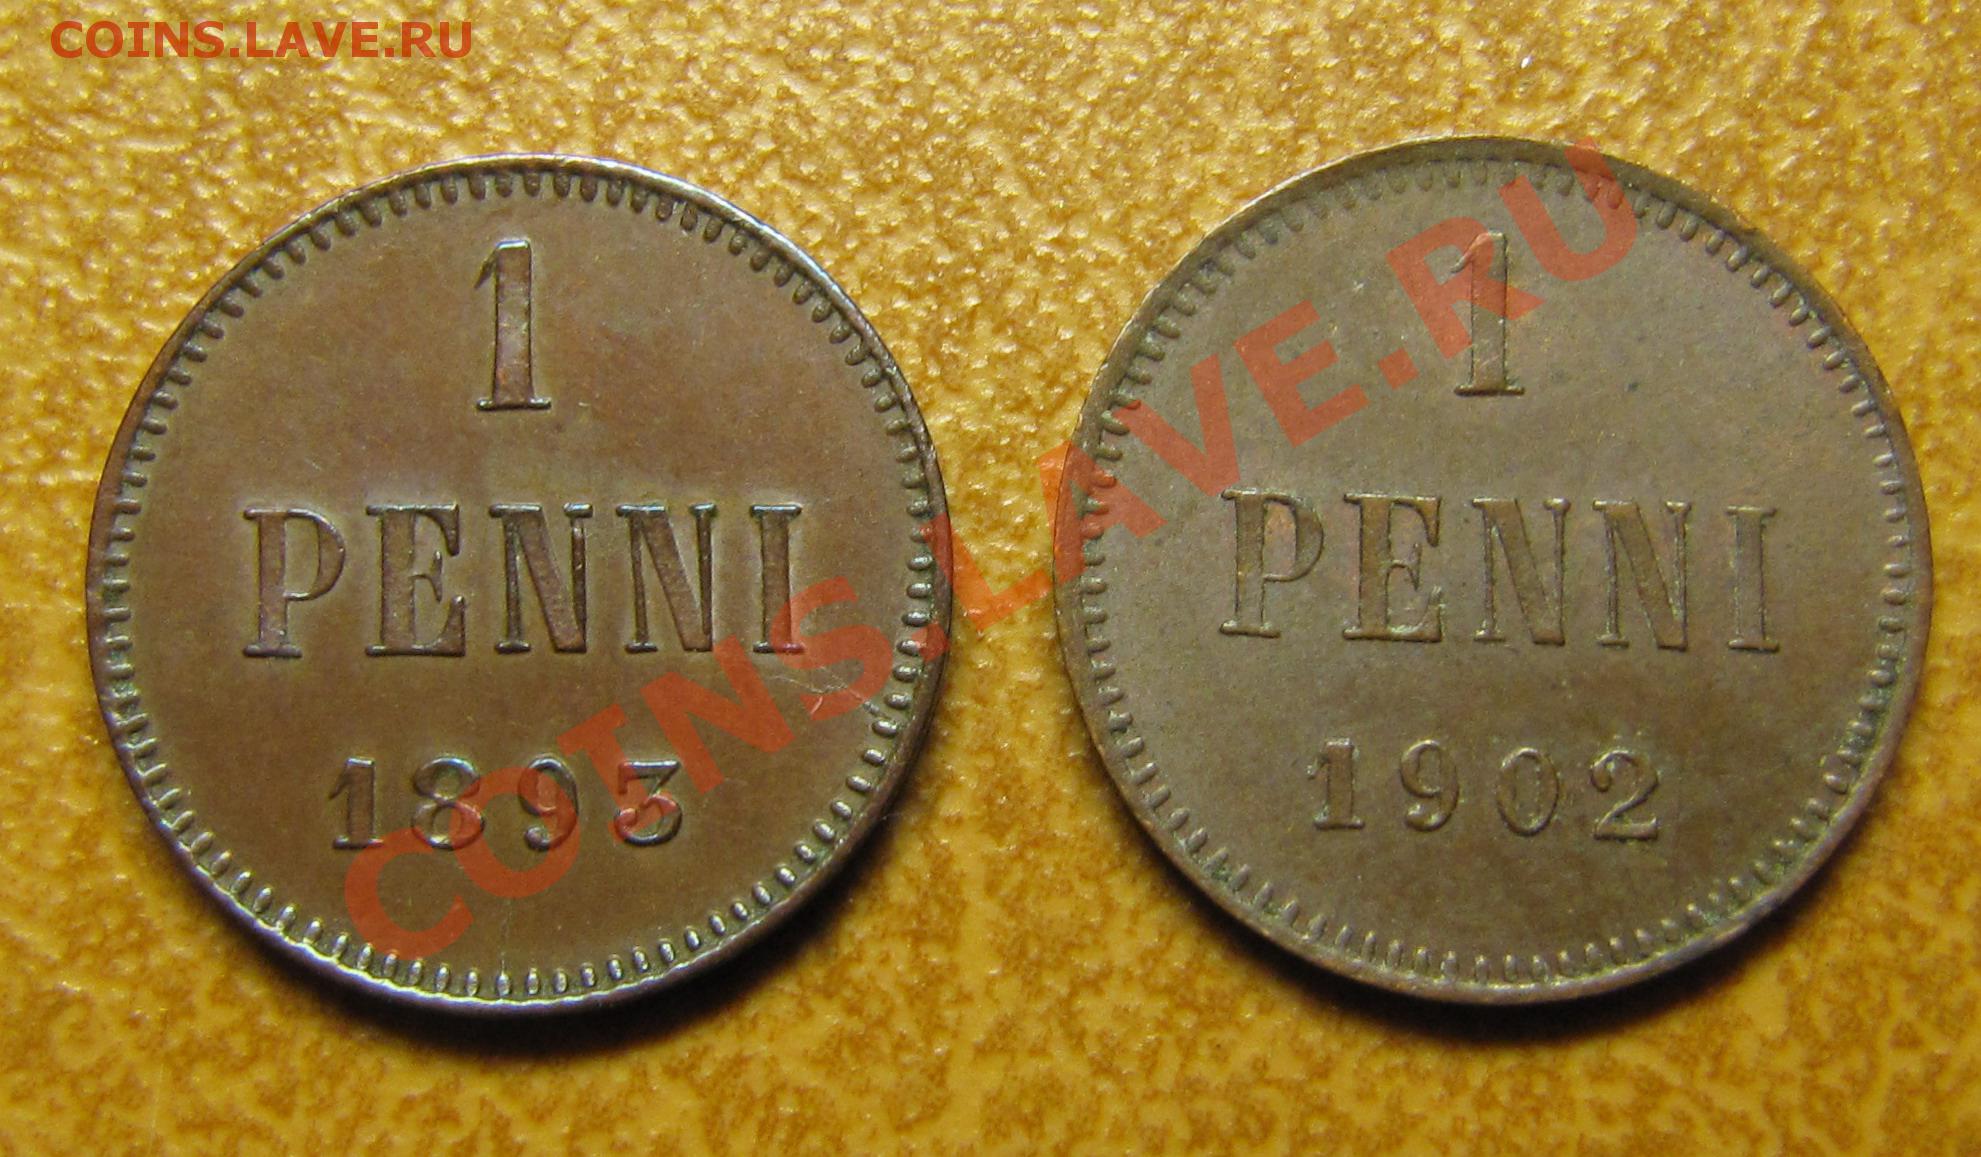 COINS.LAVE.RU
1
PENNI
1893
1
PENNI
1902
COINS.LAVE.RU